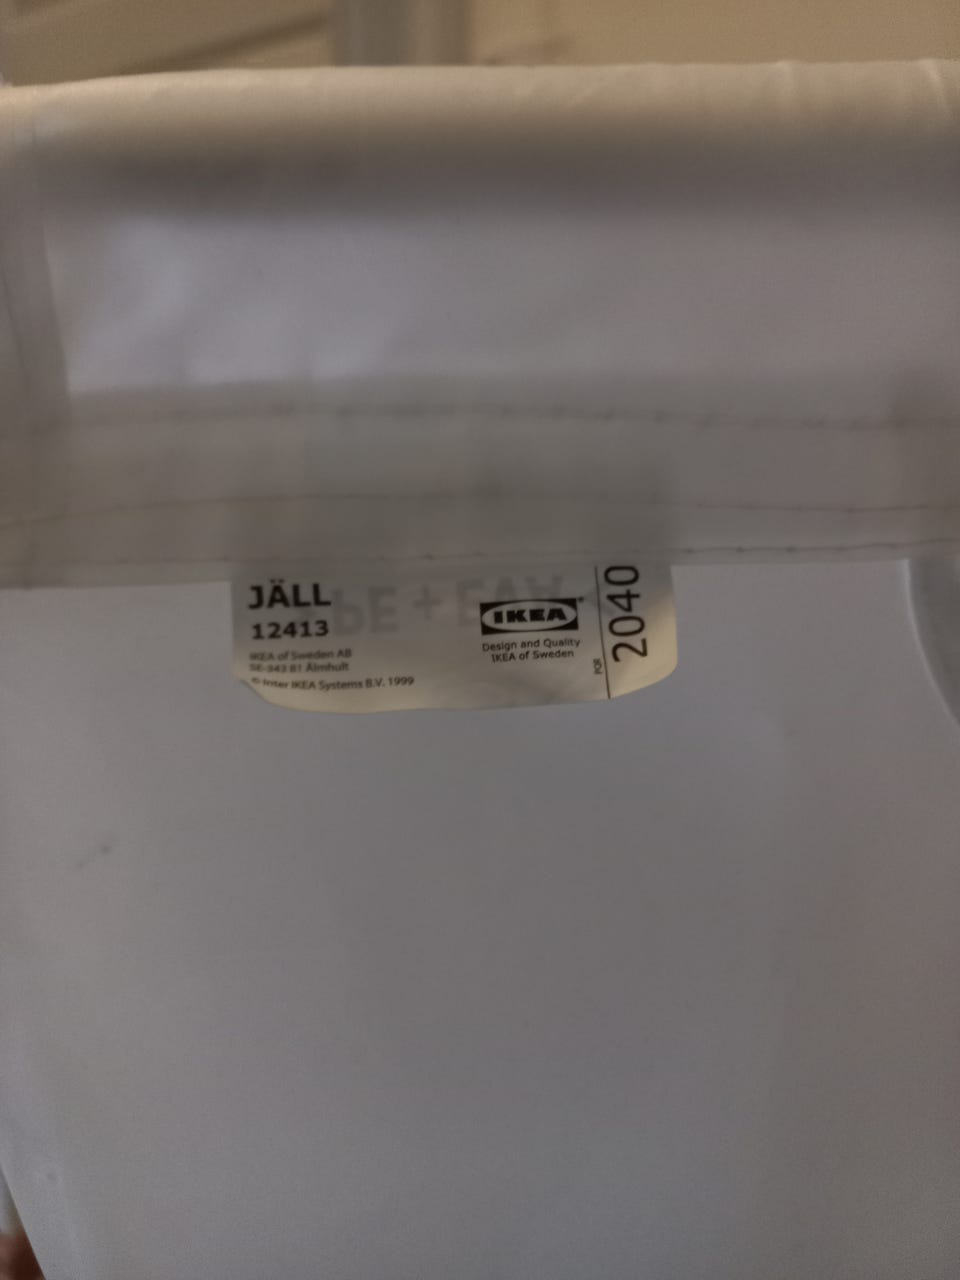 JÄLL
12413
IKEA of Sweden AB
SE-343 81 Älmhult
© Inter IKEA Systems B.V. 1999
IKEA
Design and Quality
IKEA of Sweden
PQR
2040